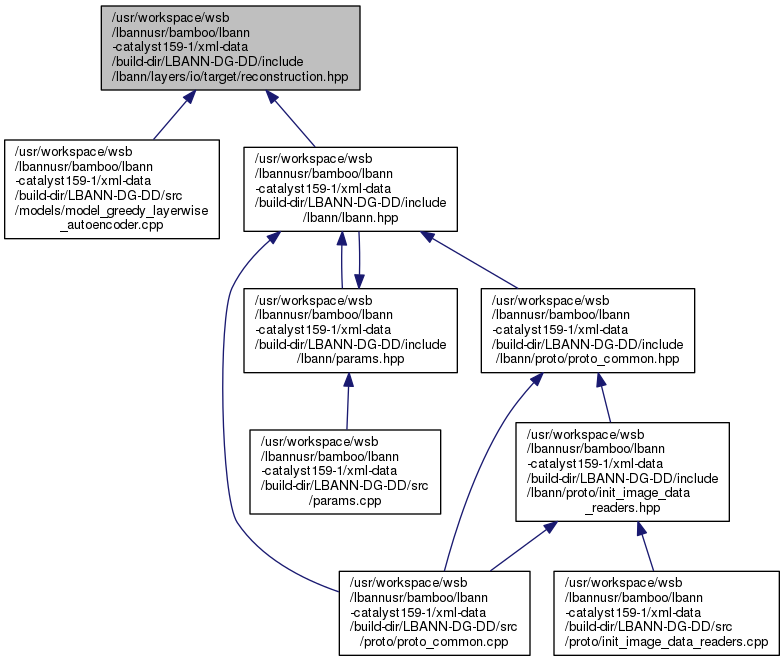 /usr/workspace/wsb
/lbannusr/bamboo/lbann
-catalyst159-1/xml-data
/build-dir/LBANN-DG-DD/include
/lbann/layers/io/target/reconstruction.hpp
/usr/workspace/wsb
/lbannusr/bamboo/lbann
-catalyst159-1/xml-data
/build-dir/LBANN-DG-DD/src
/models/model_greedy_layerwise
_autoencoder.cpp
/usr/workspace/wsb
/lbannusr/bamboo/lbann
-catalyst159-1/xml-data
/build-dir/LBANN-DG-DD/include
/lbann/lbann.hpp
/usr/workspace/wsb
/lbannusr/bamboo/lbann
-catalyst159-1/xml-data
/build-dir/LBANN-DG-DD/include
/lbann/params.hpp
/usr/workspace/wsb
/lbannusr/bamboo/lbann
-catalyst159-1/xml-data
/build-dir/LBANN-DG-DD/include
/lbann/proto/proto_common.hpp
/usr/workspace/wsb
/lbannusr/bamboo/lbann
-catalyst159-1/xml-data
/build-dir/LBANN-DG-DD/src
/params.cpp
/usr/workspace/wsb
/lbannusr/bamboo/lbann
-catalyst159-1/xml-data
/build-dir/LBANN-DG-DD/include
/lbann/proto/init_image_data
_readers.hpp
/usr/workspace/wsb
/lbannusr/bamboo/lbann
-catalyst159-1/xml-data
/build-dir/LBANN-DG-DD/src
/proto/proto_common.cpp
/usr/workspace/wsb
/lbannusr/bamboo/lbann
-catalyst159-1/xml-data
/build-dir/LBANN-DG-DD/src
/proto/init_image_data_readers.cpp